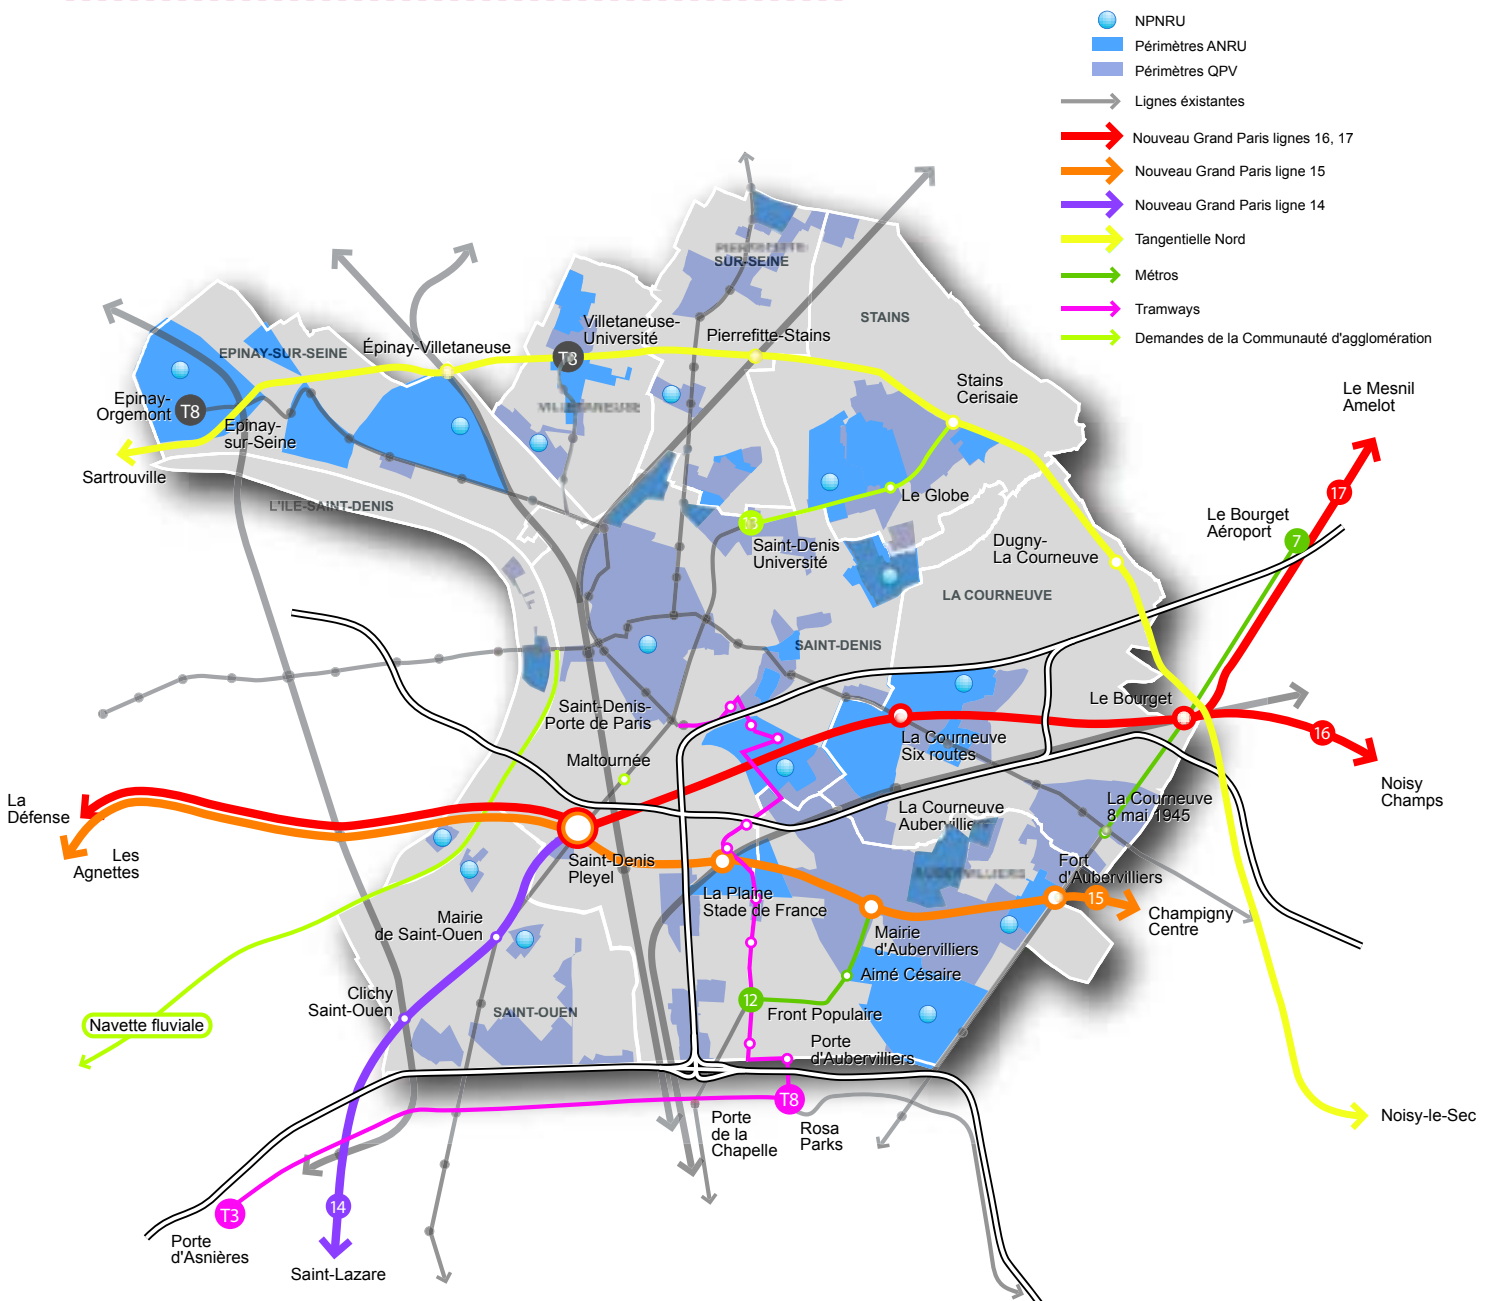 NPNRU
Périmètres ANRU
Périmètres QPV
Lignes éxistantes
Nouveau Grand Paris lignes 16, 17
Nouveau Grand Paris ligne 15
Nouveau Grand Paris ligne 14
Tangentielle Nord
Métros
Tramways
Demandes de la Communauté d'agglomération
SUR-SEINE
STAINS
Villetaneuse-
Université
T8
Pierrefitte-Stains
EPINAY-SUR-SEINE
Épinay-Villetaneuse
Stains
Cerisaie
Le Mesnil
Amelot
Epinay-
Orgemont
T8
Epinay-
sur-Seine
Sartrouville
L'ILE-SAINT-DENIS
Le Globe
17
13
Saint-Denis
Université
Dugny-
La Courneuve
Le Bourget
Aéroport
7
LA COURNEUVE
SAINT-DENIS
Saint-Denis-
Porte de Paris
Le Bourget
La Courneuve
Six routes
16
Maltournée
Noisy
Champs
La
Défense
La Courneuve
Aubervilliers
La Courneuve
8 mai 1945
Les
Agnettes
Saint-Denis
Pleyel
La Plaine
Stade de France
Fort
d'Aubervilliers
15
Champigny
Centre
Mairie
de Saint-Ouen
Mairie
d'Aubervilliers
Aimé Césaire
Clichy
Saint-Ouen
SAINT-OUEN
12
Front Populaire
Navette fluviale
Porte
d'Aubervilliers
T8
Porte
de la
Chapelle
Rosa
Parks
Noisy-le-Sec
14
T3
Porte
d'Asnières
Saint-Lazare